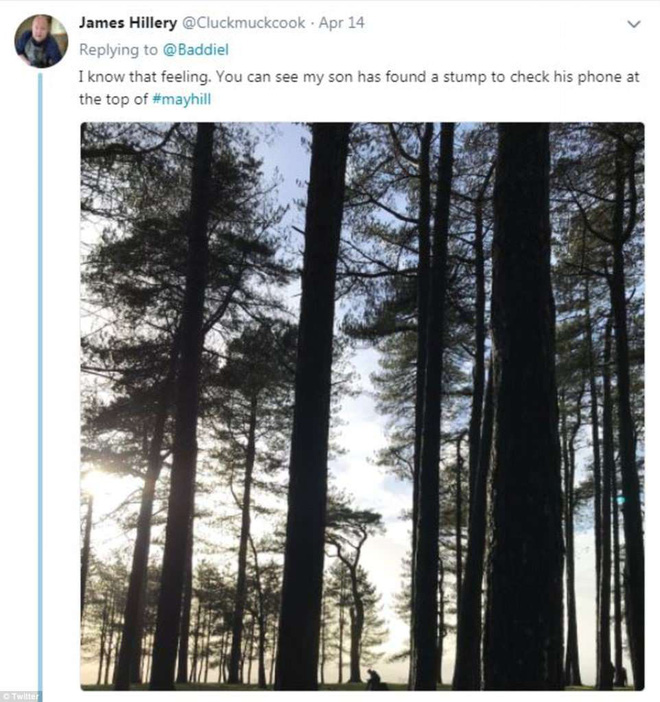 James Hillery @Cluckmuckcook · Apr 14
Replying to @Baddiel
I know that feeling. You can see my son has found a stump to check his phone at
the top of #mayhill
© Twitter